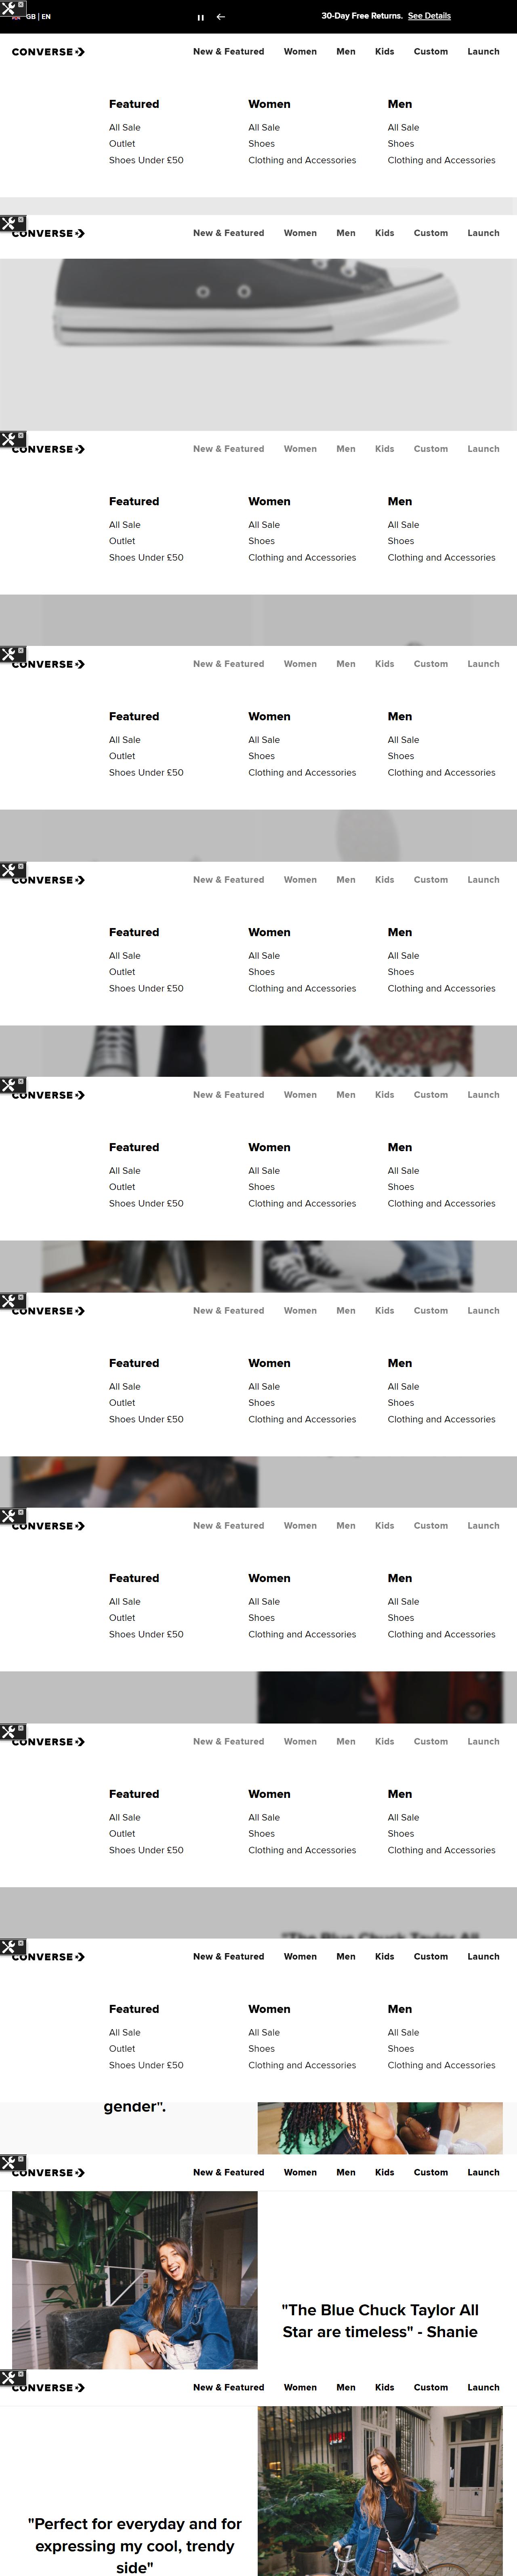 GB | EN
30-Day Free Returns. See Details
CONVERSE
New & Featured Women Men Kids Custom Launch
Featured Women Men
All Sale All Sale All Sale
Outlet Shoes Shoes
Shoes Under £50 Clothing and Accessories Clothing and Accessories
CONVERSE
New & Featured Women Men Kids Custom Launch
CONVERSE
New & Featured Women Men Kids Custom Launch
Featured Women Men
All Sale All Sale All Sale
Outlet Shoes Shoes
Shoes Under £50 Clothing and Accessories Clothing and Accessories
CONVERSE
New & Featured Women Men Kids Custom Launch
Featured Women Men
All Sale All Sale All Sale
Outlet Shoes Shoes
Shoes Under £50 Clothing and Accessories Clothing and Accessories
CONVERSE
New & Featured Women Men Kids Custom Launch
Featured Women Men
All Sale All Sale All Sale
Outlet Shoes Shoes
Shoes Under £50 Clothing and Accessories Clothing and Accessories
CONVERSE
New & Featured Women Men Kids Custom Launch
Featured Women Men
All Sale All Sale All Sale
Outlet Shoes Shoes
Shoes Under £50 Clothing and Accessories Clothing and Accessories
CONVERSE
New & Featured Women Men Kids Custom Launch
Featured Women Men
All Sale All Sale All Sale
Outlet Shoes Shoes
Shoes Under £50 Clothing and Accessories Clothing and Accessories
CONVERSE
New & Featured Women Men Kids Custom Launch
Featured Women Men
All Sale All Sale All Sale
Outlet Shoes Shoes
Shoes Under £50 Clothing and Accessories Clothing and Accessories
CONVERSE
New & Featured Women Men Kids Custom Launch
Featured Women Men
All Sale All Sale All Sale
Outlet Shoes Shoes
Shoes Under £50 Clothing and Accessories Clothing and Accessories
"The Blue Chuck Taylor All
CONVERSE
New & Featured Women Men Kids Custom Launch
Featured Women Men
All Sale All Sale All Sale
Outlet Shoes Shoes
Shoes Under £50 Clothing and Accessories Clothing and Accessories
gender".
CONVERSE
New & Featured Women Men Kids Custom Launch
"The Blue Chuck Taylor All
Star are timeless" - Shanie
CONVERSE
New & Featured Women Men Kids Custom Launch
"Perfect for everyday and for
expressing my cool, trendy
side"